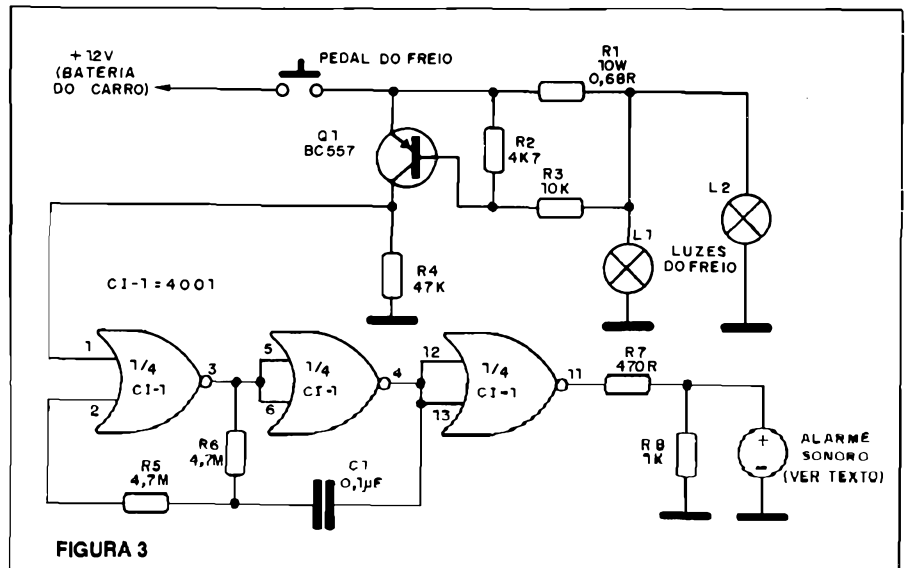 +12V
(BATERIA
DO CARRO)
PEDAL DO FREIO
R1
10W
0,68R
Q1
BC557
R2
4K7
R3
10K
L2
L1
LUZES
DO FREIO
R4
47K
CI-1 = 4001
1
2
1/4
CI-1
3
5
6
1/4
CI-1
4
12
13
1/4
CI-1
11
R7
470R
R6
4,7M
R5
4,7M
C1
0,1µF
R8
1K
+
-
ALARME
SONORO
(VER TEXTO)
FIGURA 3